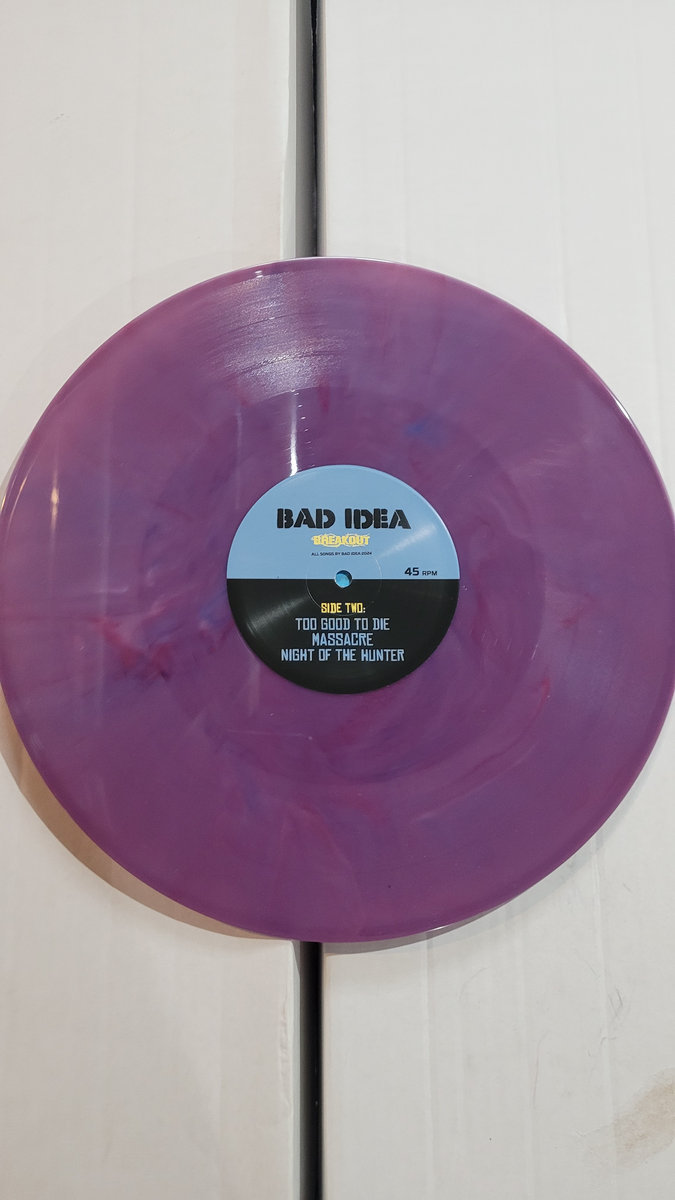 BAD IDEA
BREAKOUT
ALL SONGS BY BAD IDEA 2024
45 RPM
SIDE TWO:
TOO GOOD TO DIE
MASSACRE
NIGHT OF THE HUNTER